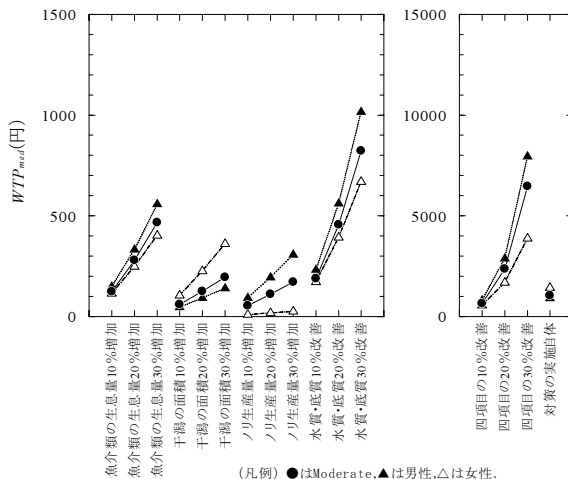 1500
1000
500
0
WTPmed(円)
魚介類の生息量10%増加
魚介類の生息量20%増加
魚介類の生息量30%増加
干潟の面積10%増加
干潟の面積20%増加
干潟の面積30%増加
ノリ生産量10%増加
ノリ生産量20%増加
ノリ生産量30%増加
水質・底質10%改善
水質・底質20%改善
水質・底質30%改善
15000
10000
5000
0
四項目の10%改善
四項目の20%改善
四項目の30%改善
対策の実施自体
(凡例) ●はModerate,▲は男性,△は女性.